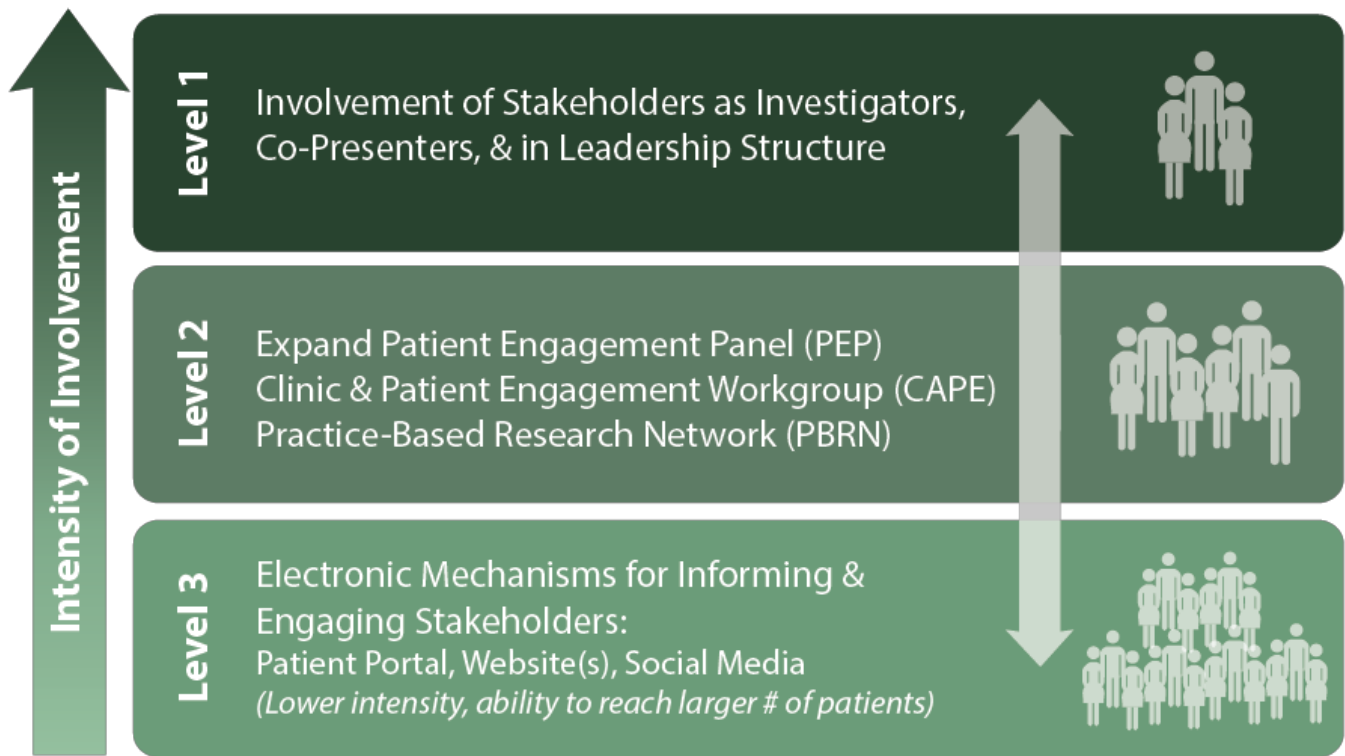 Intensity of Involvement
Level 1
Involvement of Stakeholders as Investigators,
Co-Presenters, & in Leadership Structure
Level 2
Expand Patient Engagement Panel (PEP)
Clinic & Patient Engagement Workgroup (CAPE)
Practice-Based Research Network (PBRN)
Level 3
Electronic Mechanisms for Informing &
Engaging Stakeholders:
Patient Portal, Website(s), Social Media
(Lower intensity, ability to reach larger # of patients)